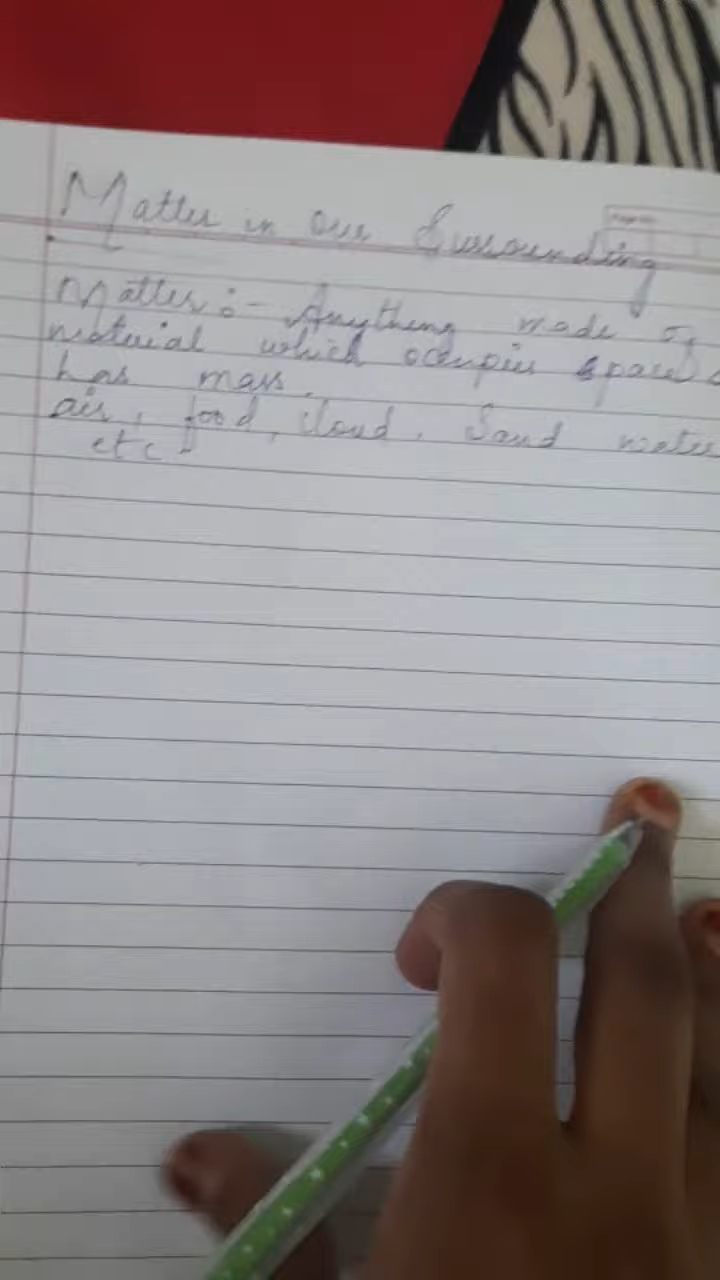 Matter in our Surrounding
Matter :- Anything made of
material which occupies space &
has mass.
air, food, cloud, Sand water
etc -